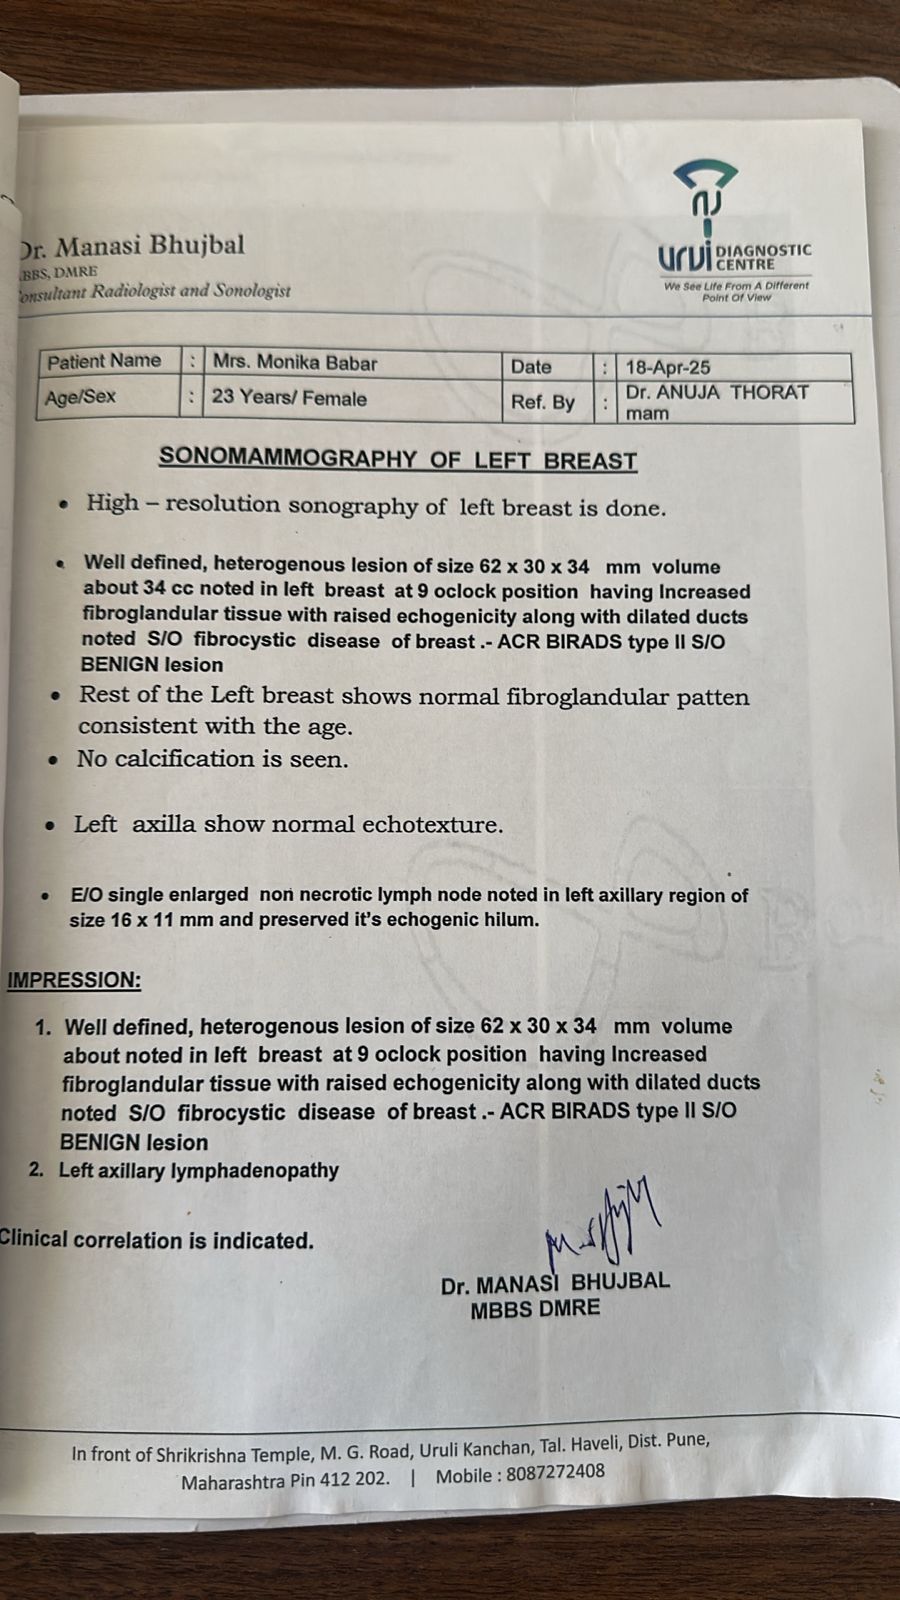 Dr. Manasi Bhujbal
BBS, DMRE
onsultant Radiologist and Sonologist
urvi DIAGNOSTIC CENTRE
We See Life From A Different
Point Of View
Patient Name : Mrs. Monika Babar Date : 18-Apr-25
Age/Sex : 23 Years/ Female Ref. By : Dr. ANUJA THORAT
mam
SONOMAMMOGRAPHY OF LEFT BREAST
• High – resolution sonography of left breast is done.
• Well defined, heterogenous lesion of size 62 x 30 x 34 mm volume
about 34 cc noted in left breast at 9 oclock position having Increased
fibroglandular tissue with raised echogenicity along with dilated ducts
noted S/O fibrocystic disease of breast .- ACR BIRADS type II S/O
BENIGN lesion
• Rest of the Left breast shows normal fibroglandular patten
consistent with the age.
• No calcification is seen.
• Left axilla show normal echotexture.
• E/O single enlarged non necrotic lymph node noted in left axillary region of
size 16 x 11 mm and preserved it's echogenic hilum.
IMPRESSION:
1. Well defined, heterogenous lesion of size 62 x 30 x 34 mm volume
about noted in left breast at 9 oclock position having Increased
fibroglandular tissue with raised echogenicity along with dilated ducts
noted S/O fibrocystic disease of breast .- ACR BIRADS type II S/O
BENIGN lesion
2. Left axillary lymphadenopathy
Clinical correlation is indicated.
Dr. MANASI BHUJBAL
MBBS DMRE
In front of Shrikrishna Temple, M. G. Road, Uruli Kanchan, Tal. Haveli, Dist. Pune,
Maharashtra Pin 412 202. | Mobile : 8087272408